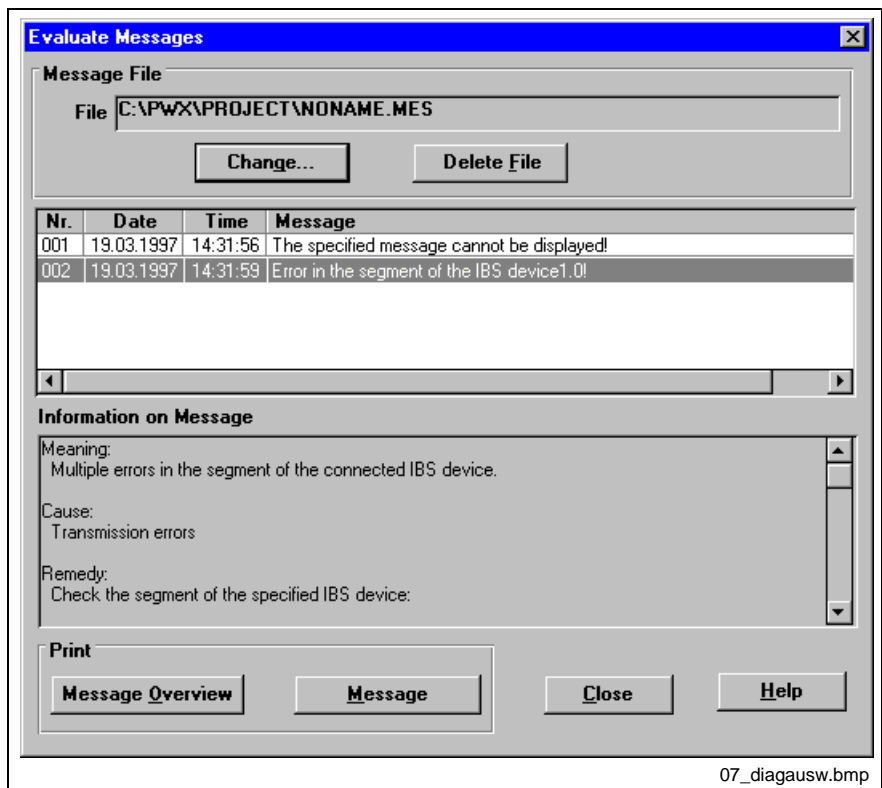 Evaluate Messages
Message File
File C:\PWX\PROJECT\NONAME.MES
Change... Delete File
Nr. Date Time Message
001 19.03.1997 14:31:56 The specified message cannot be displayed!
002 19.03.1997 14:31:59 Error in the segment of the IBS device1.0!
Information on Message
Meaning:
Multiple errors in the segment of the connected IBS device.
Cause:
Transmission errors
Remedy:
Check the segment of the specified IBS device:
Print
Message Overview Message Close Help
07_diagausw.bmp